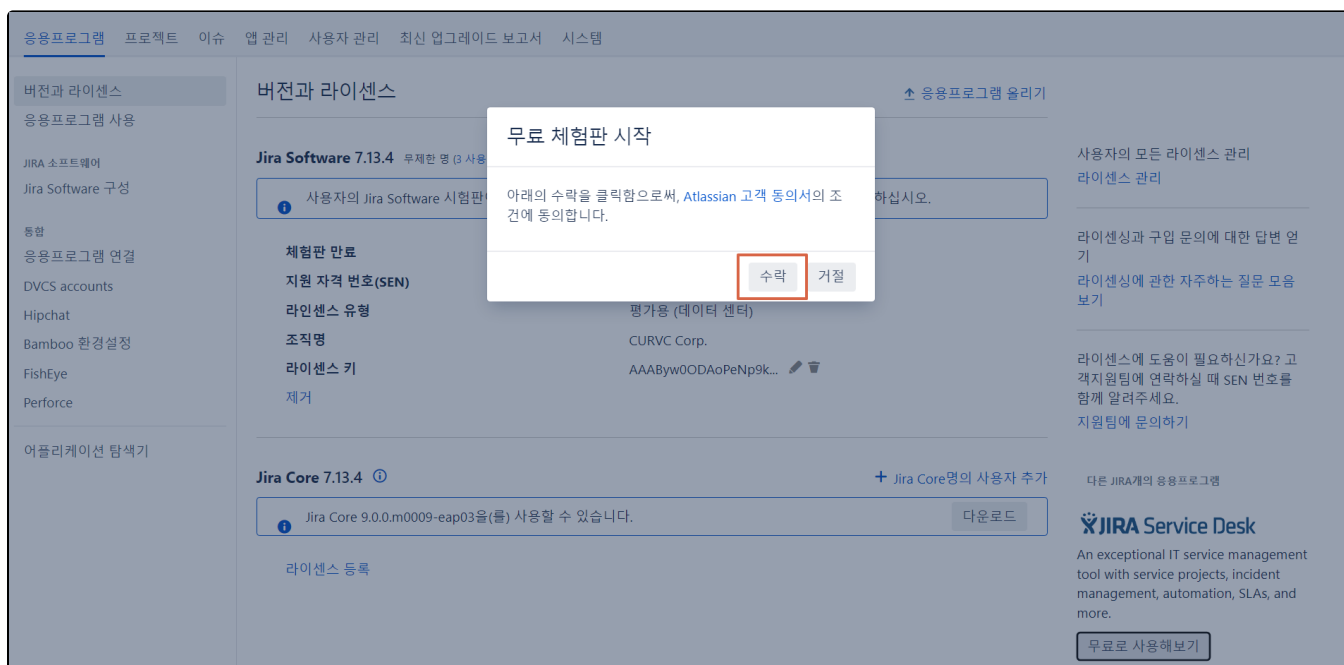 응용프로그램 프로젝트 이슈 앱 관리 사용자 관리 최신 업그레이드 보고서 시스템
버전과 라이센스
응용프로그램 사용
JIRA 소프트웨어
Jira Software 구성
통합
응용프로그램 연결
DVCS accounts
Hipchat
Bamboo 환경설정
FishEye
Perforce
어플리케이션 탐색기
버전과 라이센스
응용프로그램 올리기
Jira Software 7.13.4 무제한 명 (3 사용
사용자의 Jira Software 시험판 하십시오.
체험판 만료
지원 자격 번호(SEN)
라인센스 유형 평가용 (데이터 센터)
조직명 CURVC Corp.
라이센스 키 AAAByw0ODAoPeNp9k...
제거
Jira Core 7.13.4
+ Jira Core명의 사용자 추가
Jira Core 9.0.0.m0009-eap03을(를) 사용할 수 있습니다. 다운로드
라이센스 등록
무료 체험판 시작
아래의 수락을 클릭함으로써, Atlassian 고객 동의서의 조
건에 동의합니다.
수락 거절
사용자의 모든 라이센스 관리
라이센스 관리
라이센싱과 구입 문의에 대한 답변 얻
기
라이센싱에 관한 자주하는 질문 모음
보기
라이센스에 도움이 필요하신가요? 고
객지원팀에 연락하실 때 SEN 번호를
함께 알려주세요.
지원팀에 문의하기
다른 JIRA개의 응용프로그램
JIRA Service Desk
An exceptional IT service management
tool with service projects, incident
management, automation, SLAs, and
more.
무료로 사용해보기